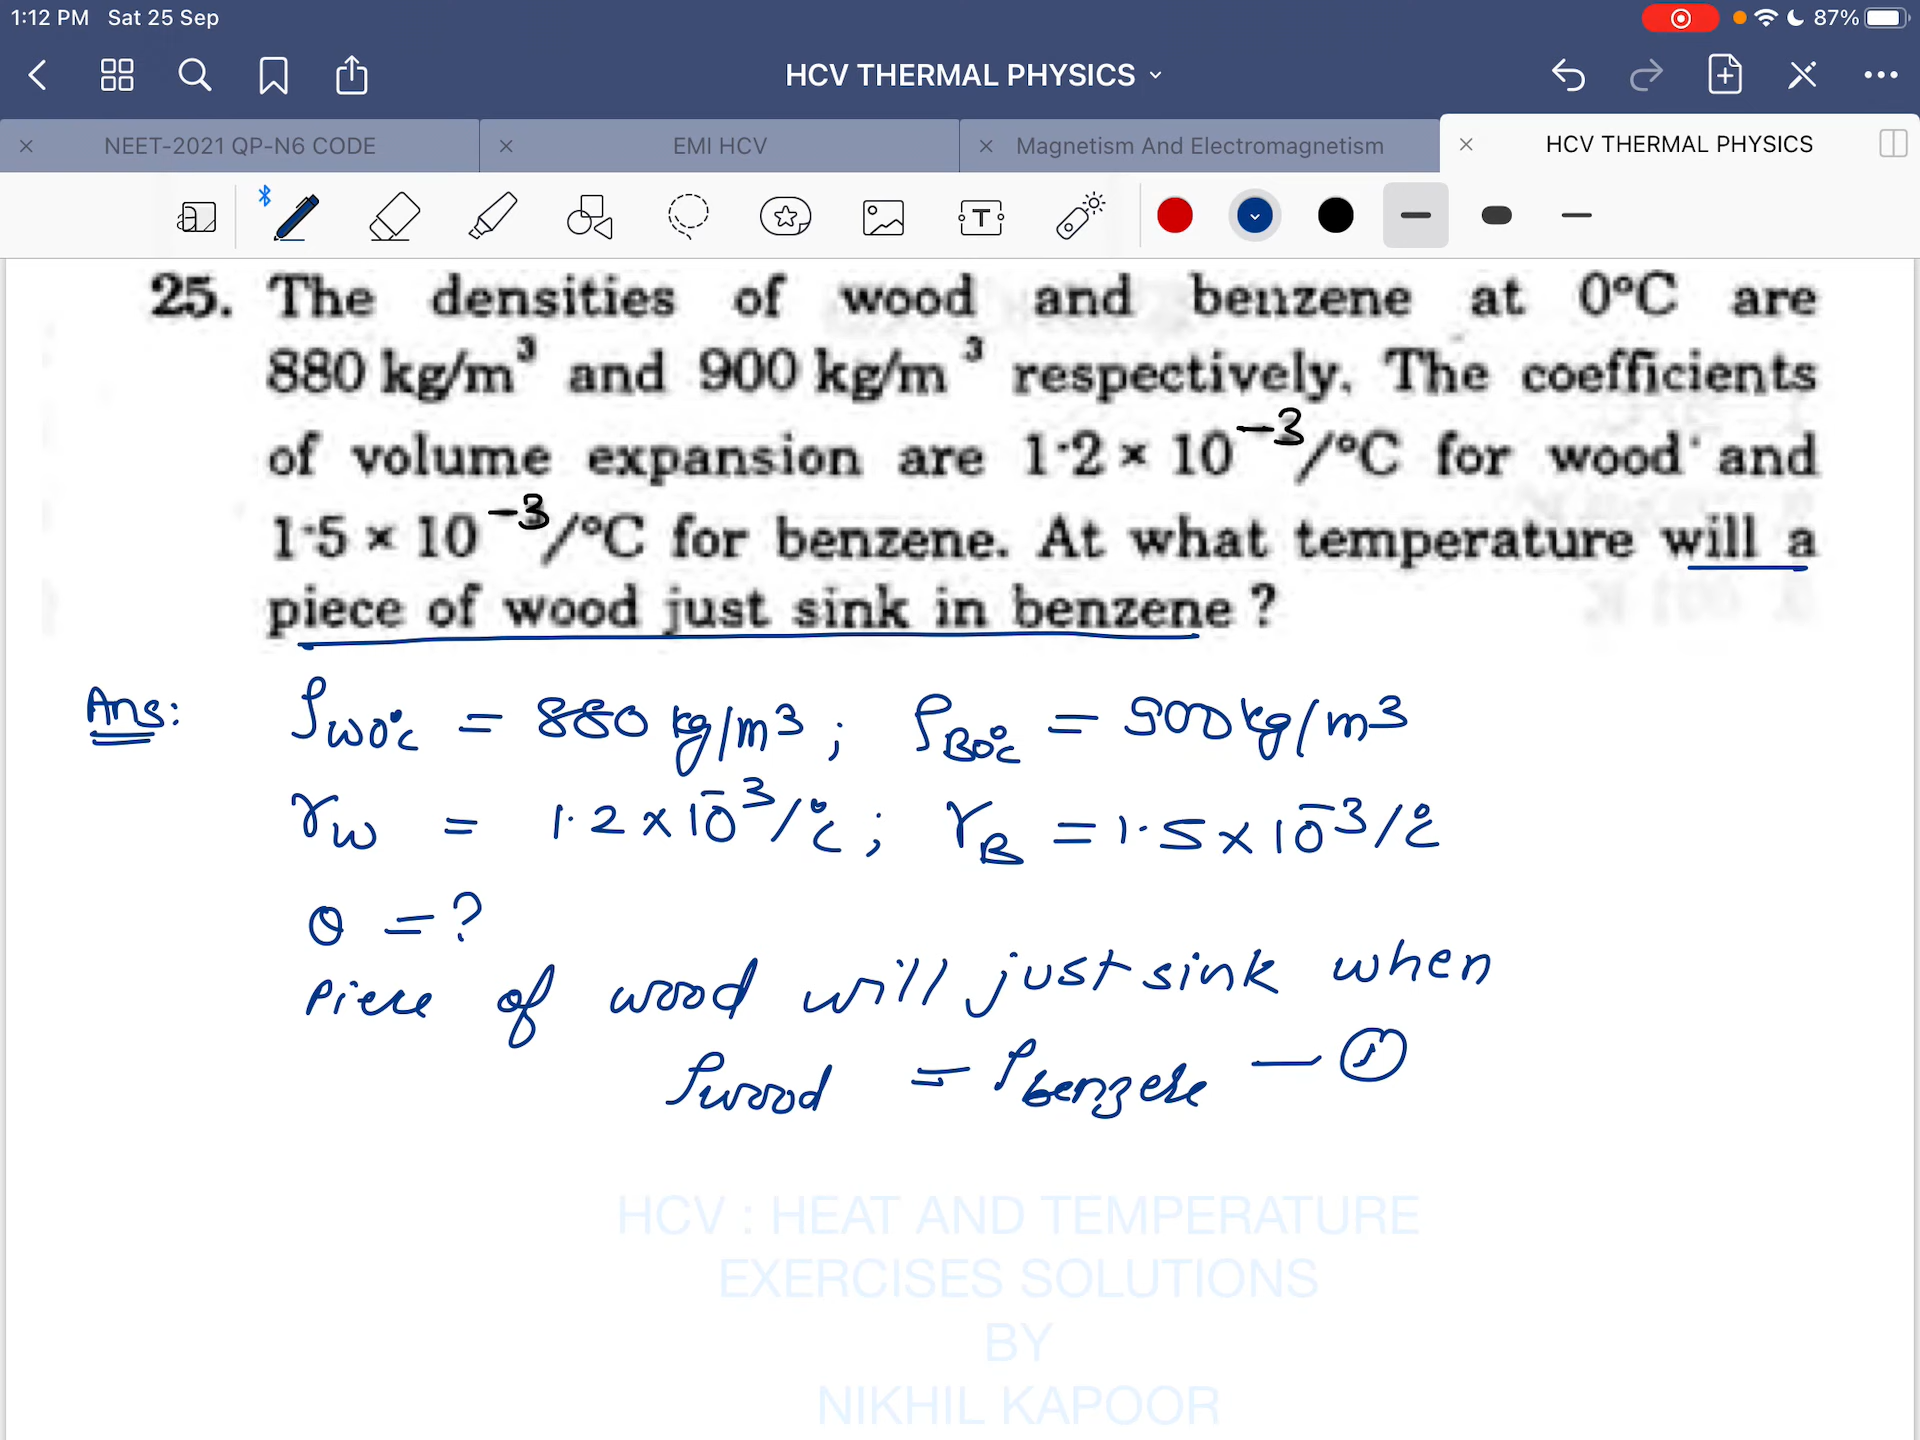 1:12 PM Sat 25 Sep
87%
HCV THERMAL PHYSICS
NEET-2021 QP-N6 CODE
EMI HCV
Magnetism And Electromagnetism
HCV THERMAL PHYSICS
25. The densities of wood and benzene at 0°C are
880 kg/m³ and 900 kg/m³ respectively. The coefficients
of volume expansion are 1·2 × 10⁻³/°C for wood and
1·5 × 10⁻³/°C for benzene. At what temperature will a
piece of wood just sink in benzene ?
Ans: ρw0°C = 880 kg/m3 ; ρB0°C = 900 kg/m3
γw = 1.2 × 10⁻³/°C ; γB = 1.5 × 10⁻³/°C
θ = ?
Piece of wood will just sink when
ρwood = ρbenzene — ①
HCV : HEAT AND TEMPERATURE
EXERCISES SOLUTIONS
BY
NIKHIL KAPOOR